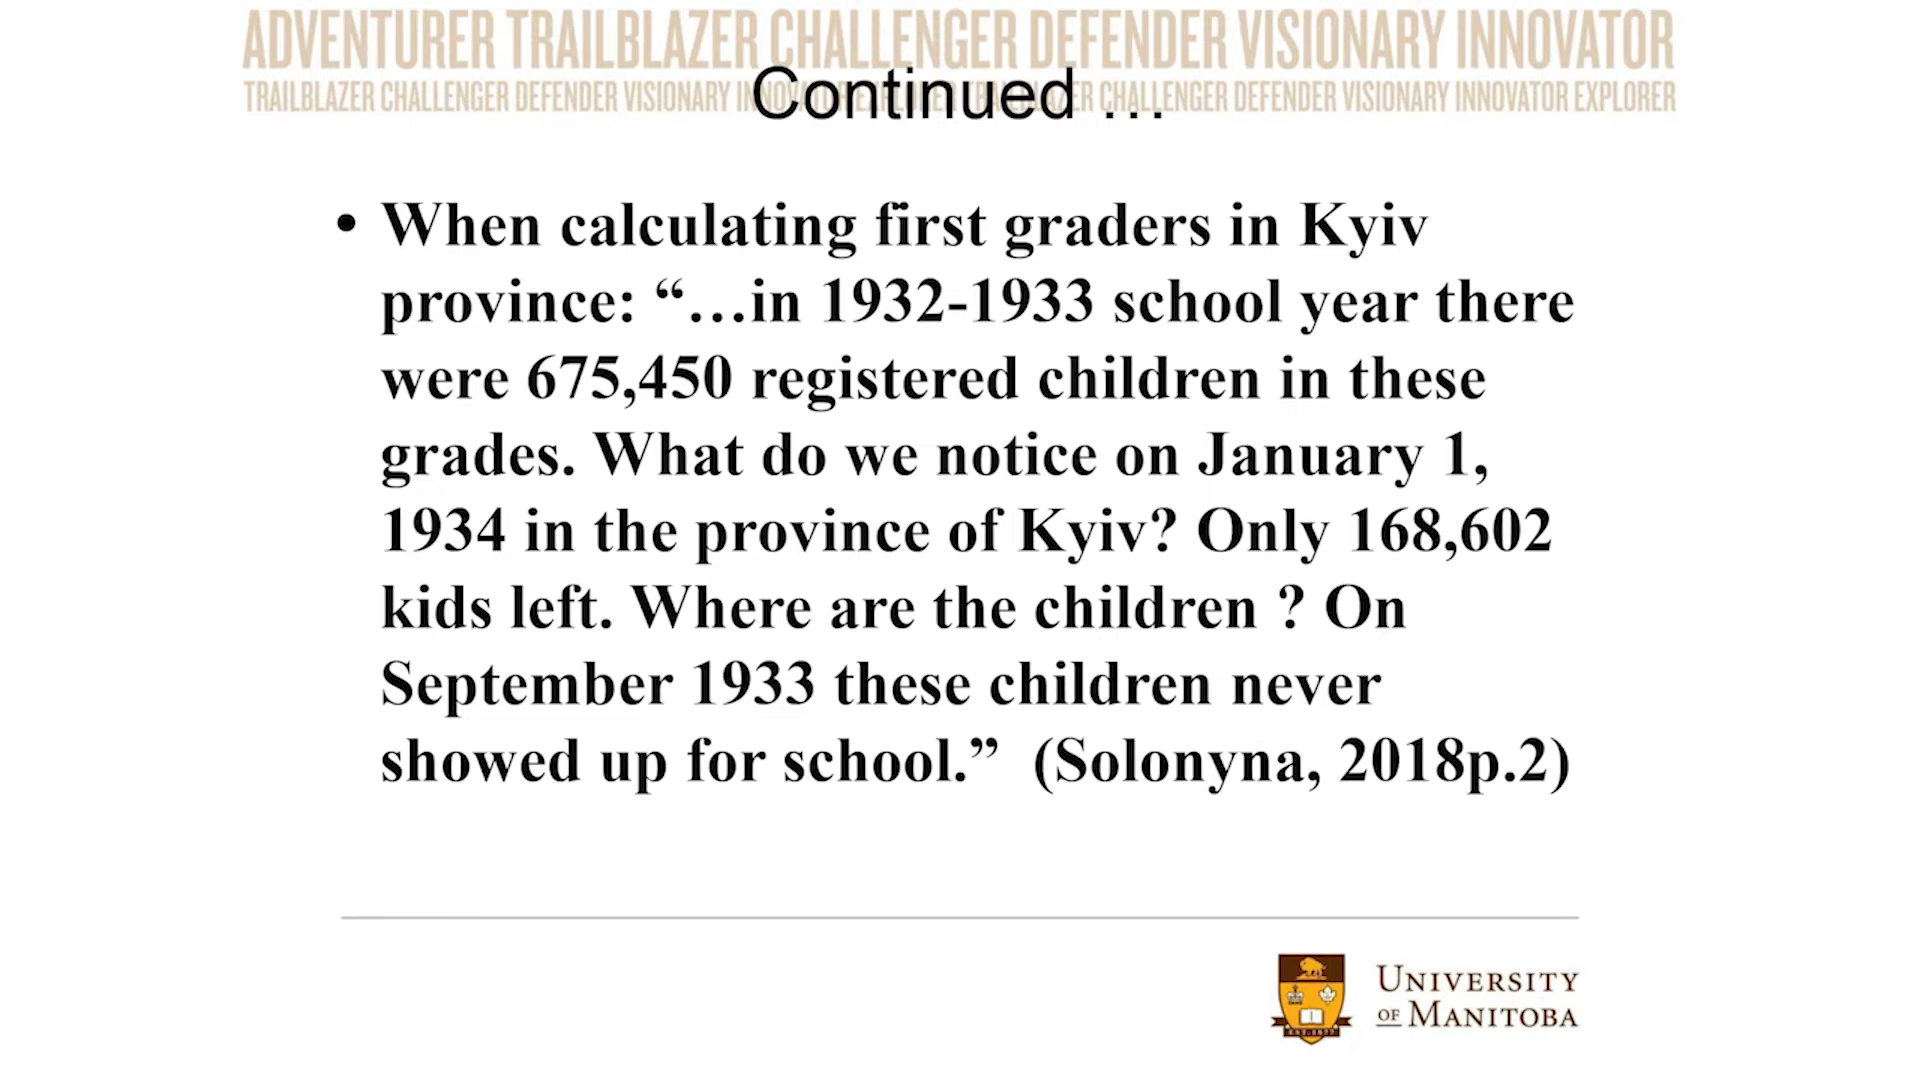 ADVENTURER TRAILBLAZER CHALLENGER DEFENDER VISIONARY INNOVATOR
TRAILBLAZER CHALLENGER DEFENDER VISIONARY CHALLENGER DEFENDER VISIONARY INNOVATOR EXPLORER
Continued ...
• When calculating first graders in Kyiv
province: “…in 1932-1933 school year there
were 675,450 registered children in these
grades. What do we notice on January 1,
1934 in the province of Kyiv? Only 168,602
kids left. Where are the children ? On
September 1933 these children never
showed up for school.” (Solonyna, 2018p.2)
UNIVERSITY
OF MANITOBA